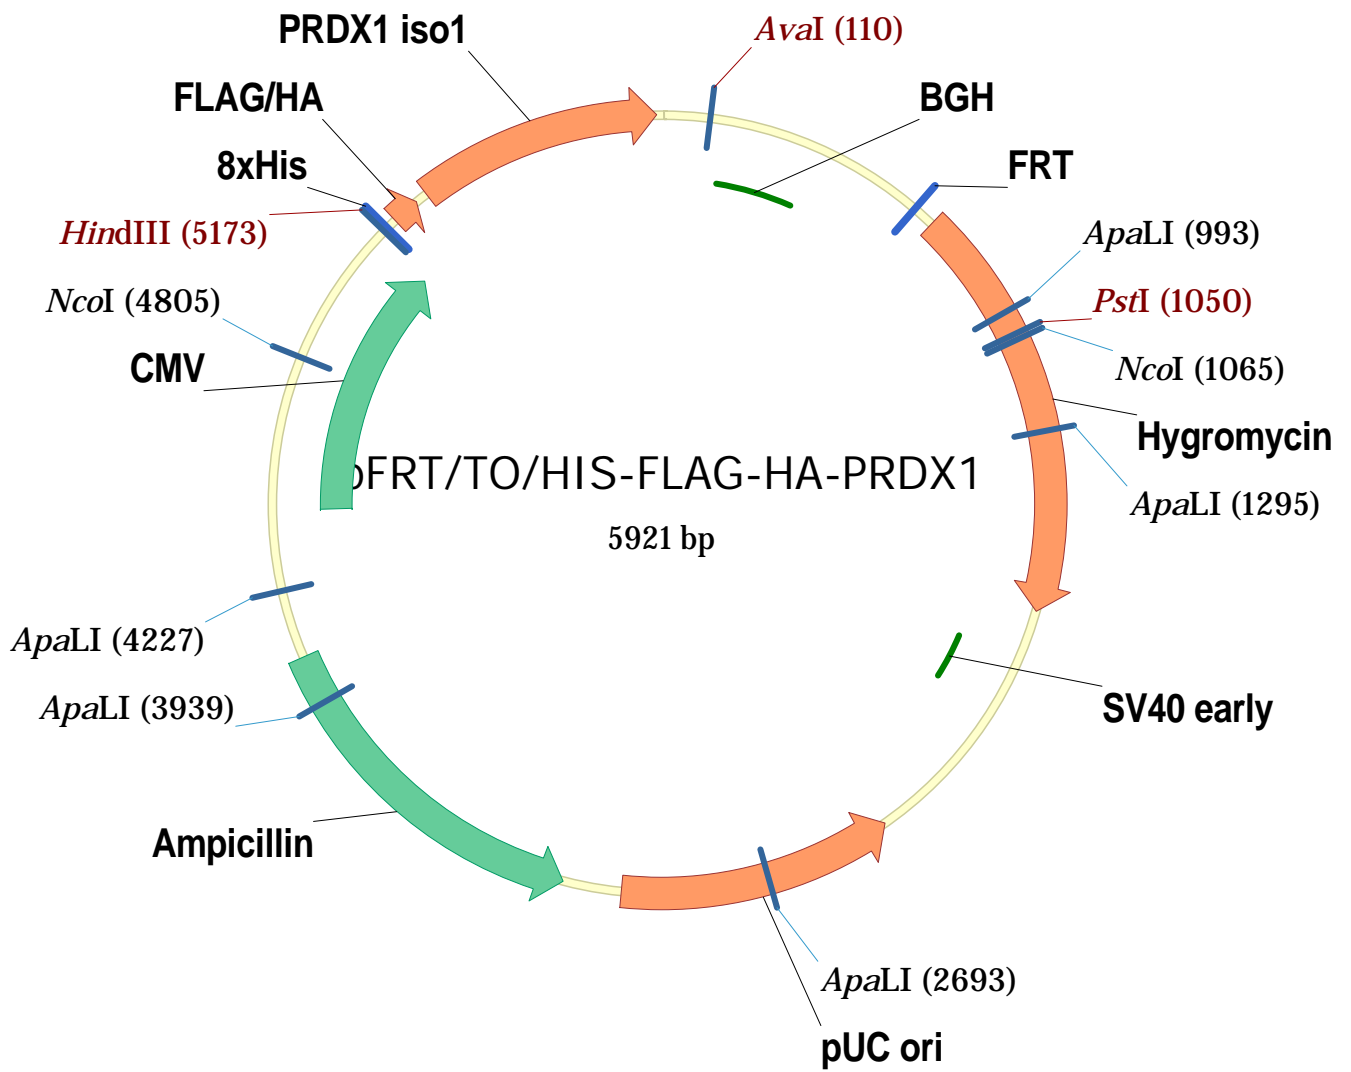 PRDX1 iso1
AvaI (110)
FLAG/HA
BGH
8xHis
FRT
HindIII (5173)
ApaLI (993)
NcoI (4805)
PstI (1050)
CMV
NcoI (1065)
Hygromycin
pFRT/TO/HIS-FLAG-HA-PRDX1
ApaLI (1295)
5921 bp
ApaLI (4227)
ApaLI (3939)
SV40 early
Ampicillin
ApaLI (2693)
pUC ori